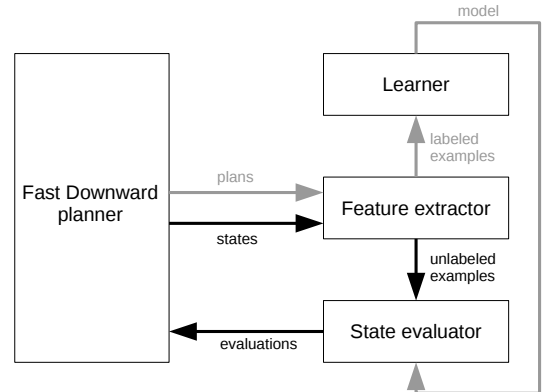 model
Learner
labeled
examples
plans
Fast Downward
planner
Feature extractor
states
unlabeled
examples
evaluations
State evaluator